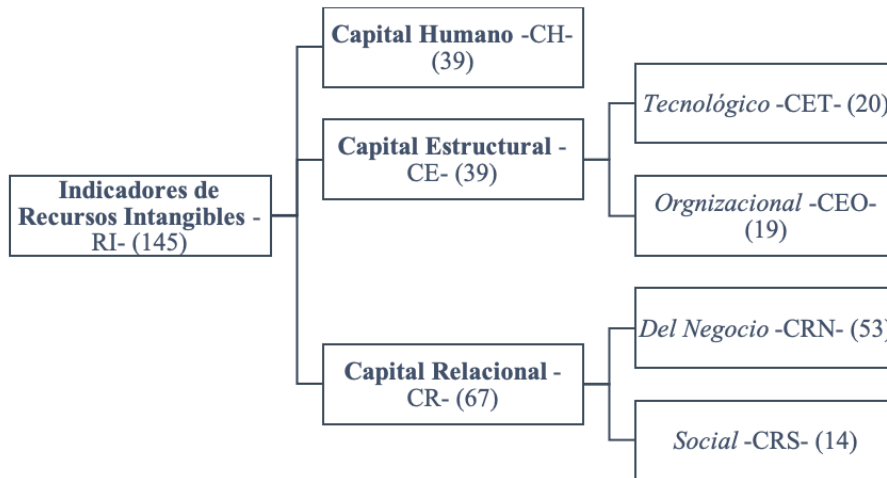 Capital Humano -CH-
(39)
Tecnológico -CET- (20)
Capital Estructural -
CE- (39)
Indicadores de
Recursos Intangibles -
RI- (145)
Orgnizacional -CEO-
(19)
Del Negocio -CRN- (53)
Capital Relacional -
CR- (67)
Social -CRS- (14)